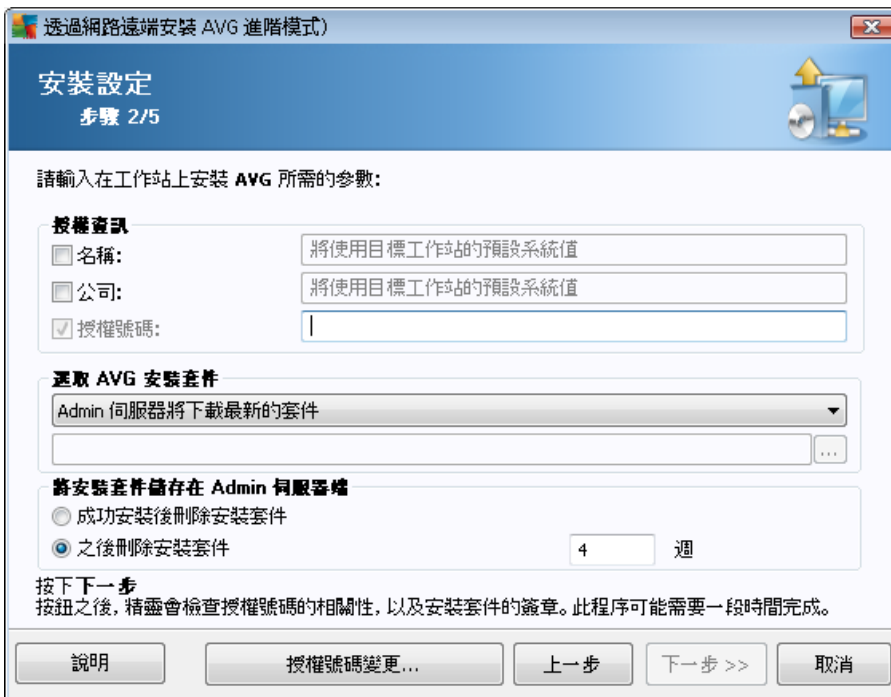 透過網路遠端安裝 AVG 進階模式)
安裝設定
步驟 2/5
請輸入在工作站上安裝 AVG 所需的參數:
授權資訊
名稱:
將使用目標工作站的預設系統值
公司:
將使用目標工作站的預設系統值
授權號碼:
選取 AVG 安裝套件
Admin 伺服器將下載最新的套件
...
將安裝套件儲存在 Admin 伺服器端
成功安裝後刪除安裝套件
之後刪除安裝套件 4 週
按下下一步
按鈕之後, 精靈會檢查授權號碼的相關性, 以及安裝套件的簽章。此程序可能需要一段時間完成。
說明 授權號碼變更... 上一步 下一步 >> 取消